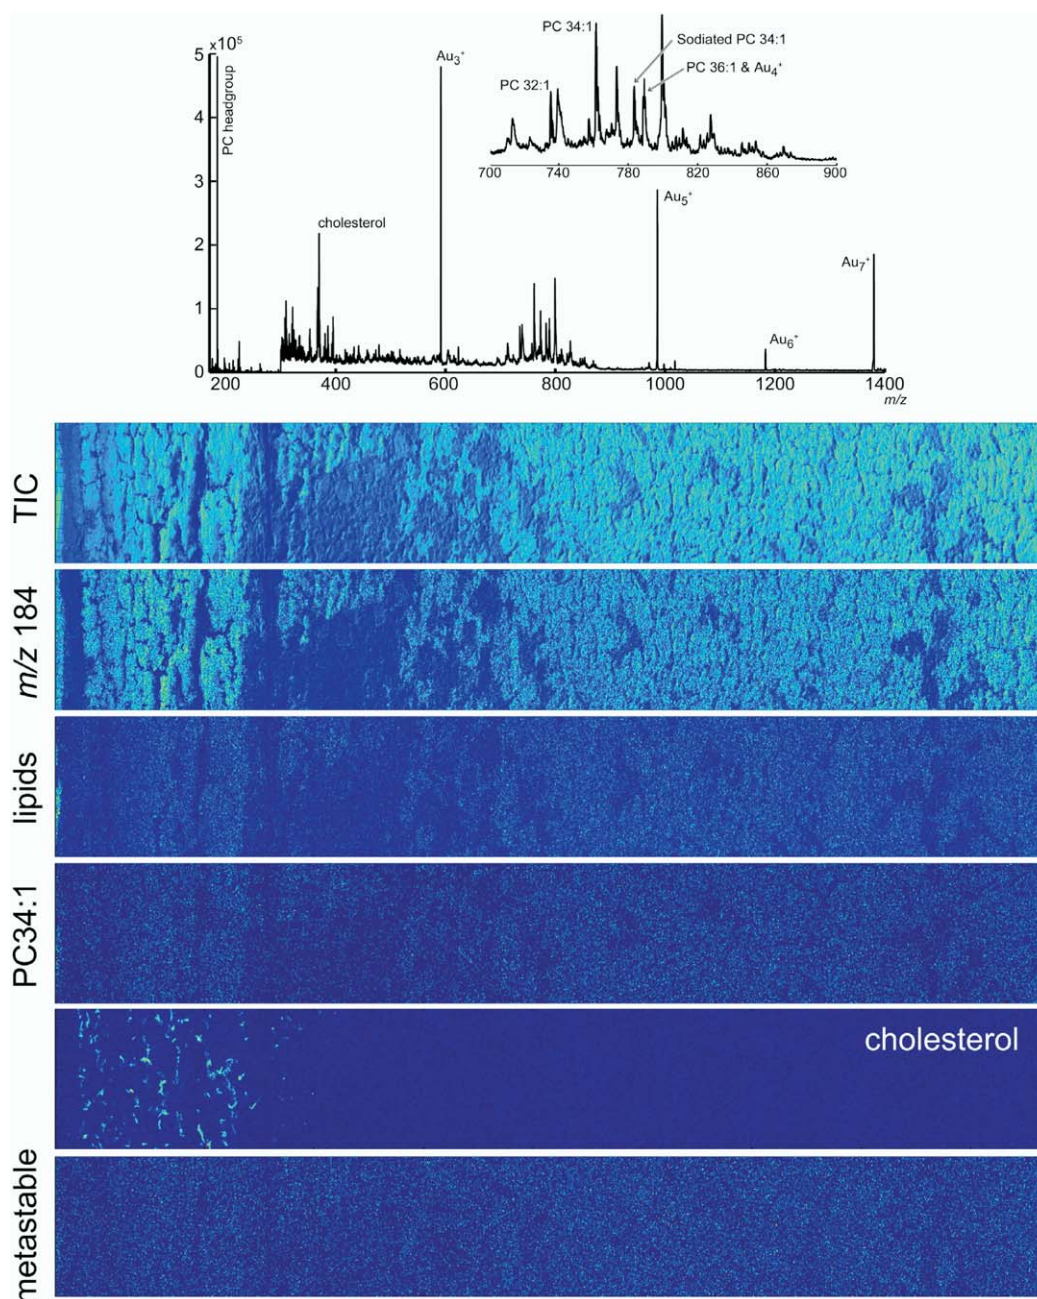 ×10⁵
5
4
3
2
1
0
PC headgroup
cholesterol
Au₃⁺
Au₅⁺
Au₆⁺
Au₇⁺
200 400 600 800 1000 1200 1400
m/z
PC 34:1
PC 32:1
Sodiated PC 34:1
PC 36:1 & Au₄⁺
700 740 780 820 860 900
TIC
m/z 184
lipids
PC34:1
cholesterol
metastable